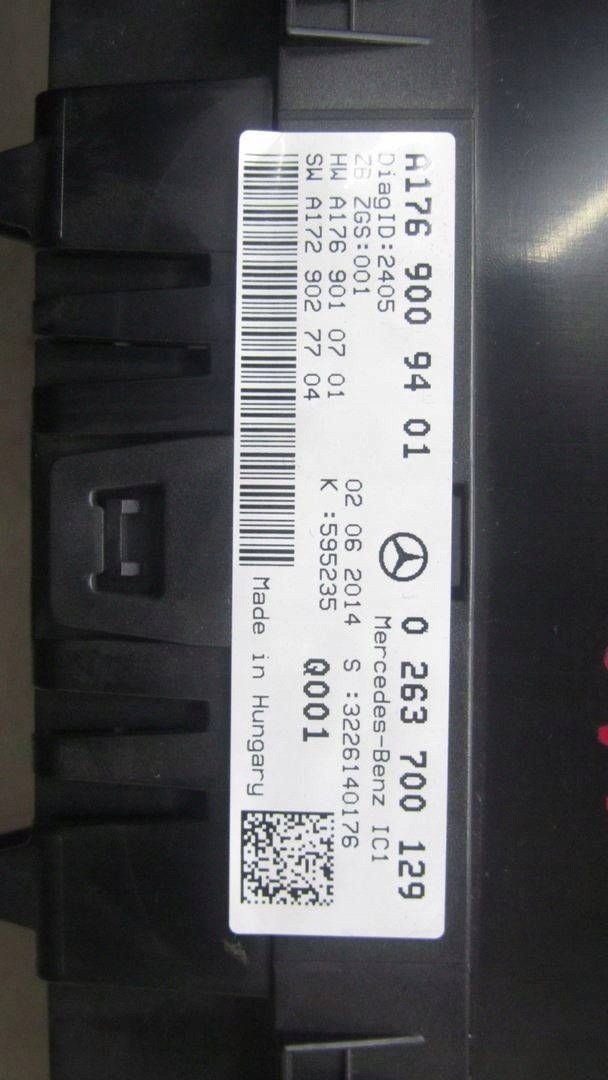 A176 900 94 01 0 263 700 129
DiagID:2405 Mercedes-Benz IC1
ZB ZGS:001 02 06 2014 S :3226140176
HW A176 901 07 01 K :595235
SW A172 902 77 04 Q001
Made in Hungary